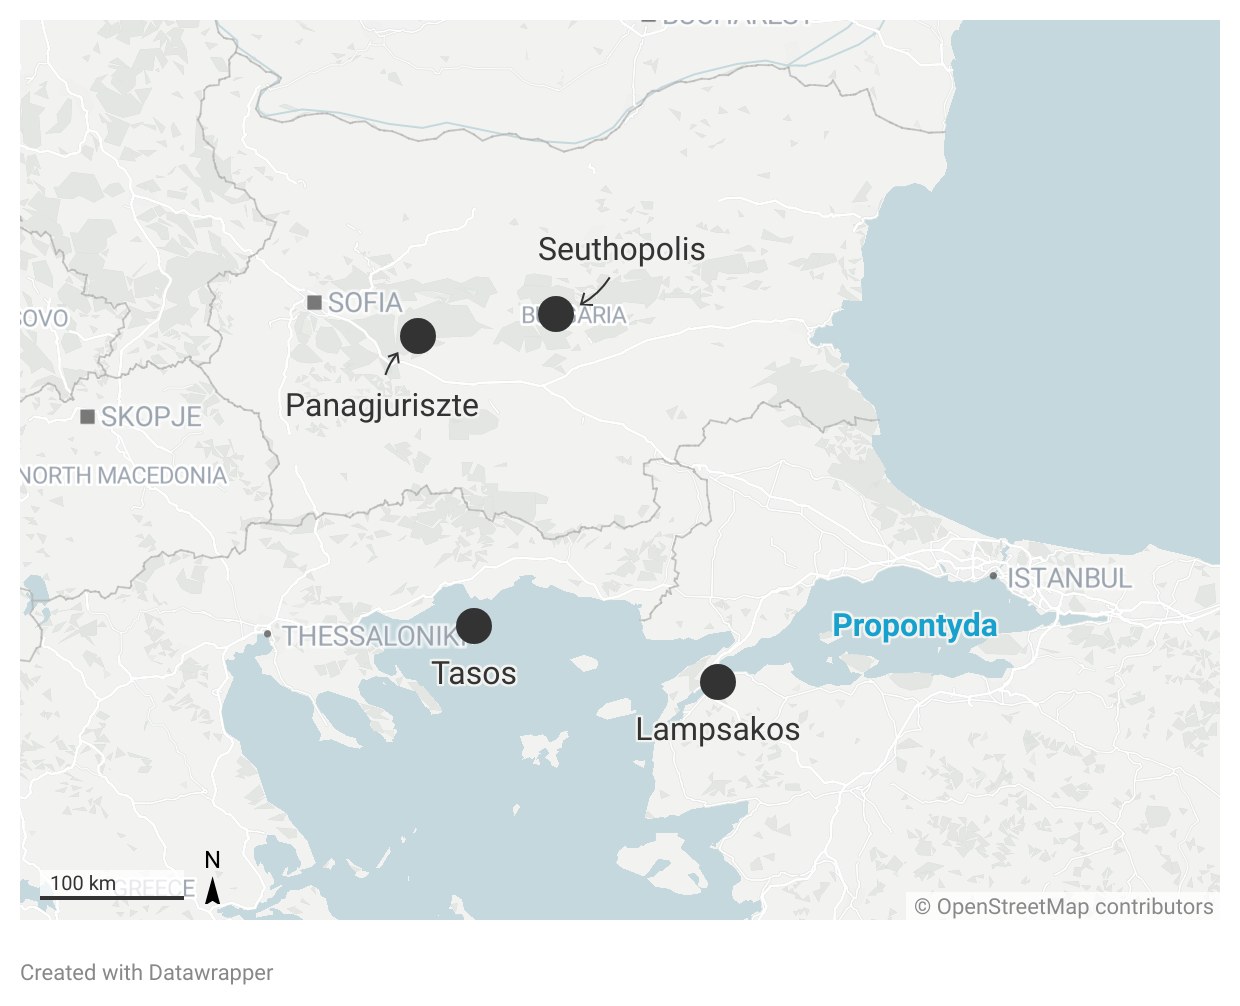 BUCHAREST
Seuthopolis
SOFIA
BULGARIA
Panagjuriszte
SKOPJE
NORTH MACEDONIA
ISTANBUL
Propontyda
THESSALONIKI
Tasos
Lampsakos
N
100 km
GREECE
© OpenStreetMap contributors
Created with Datawrapper